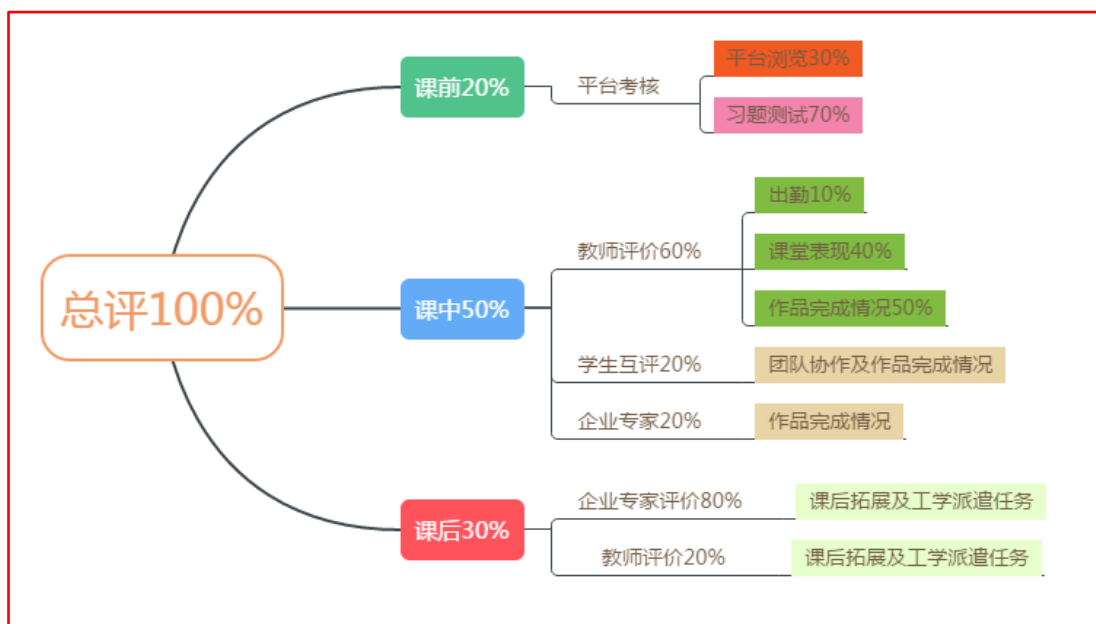 总评100%
课前20%
平台考核
平台浏览30%
习题测试70%
课中50%
教师评价60%
出勤10%
课堂表现40%
作品完成情况50%
学生互评20%
团队协作及作品完成情况
企业专家20%
作品完成情况
课后30%
企业专家评价80%
课后拓展及工学派遣任务
教师评价20%
课后拓展及工学派遣任务